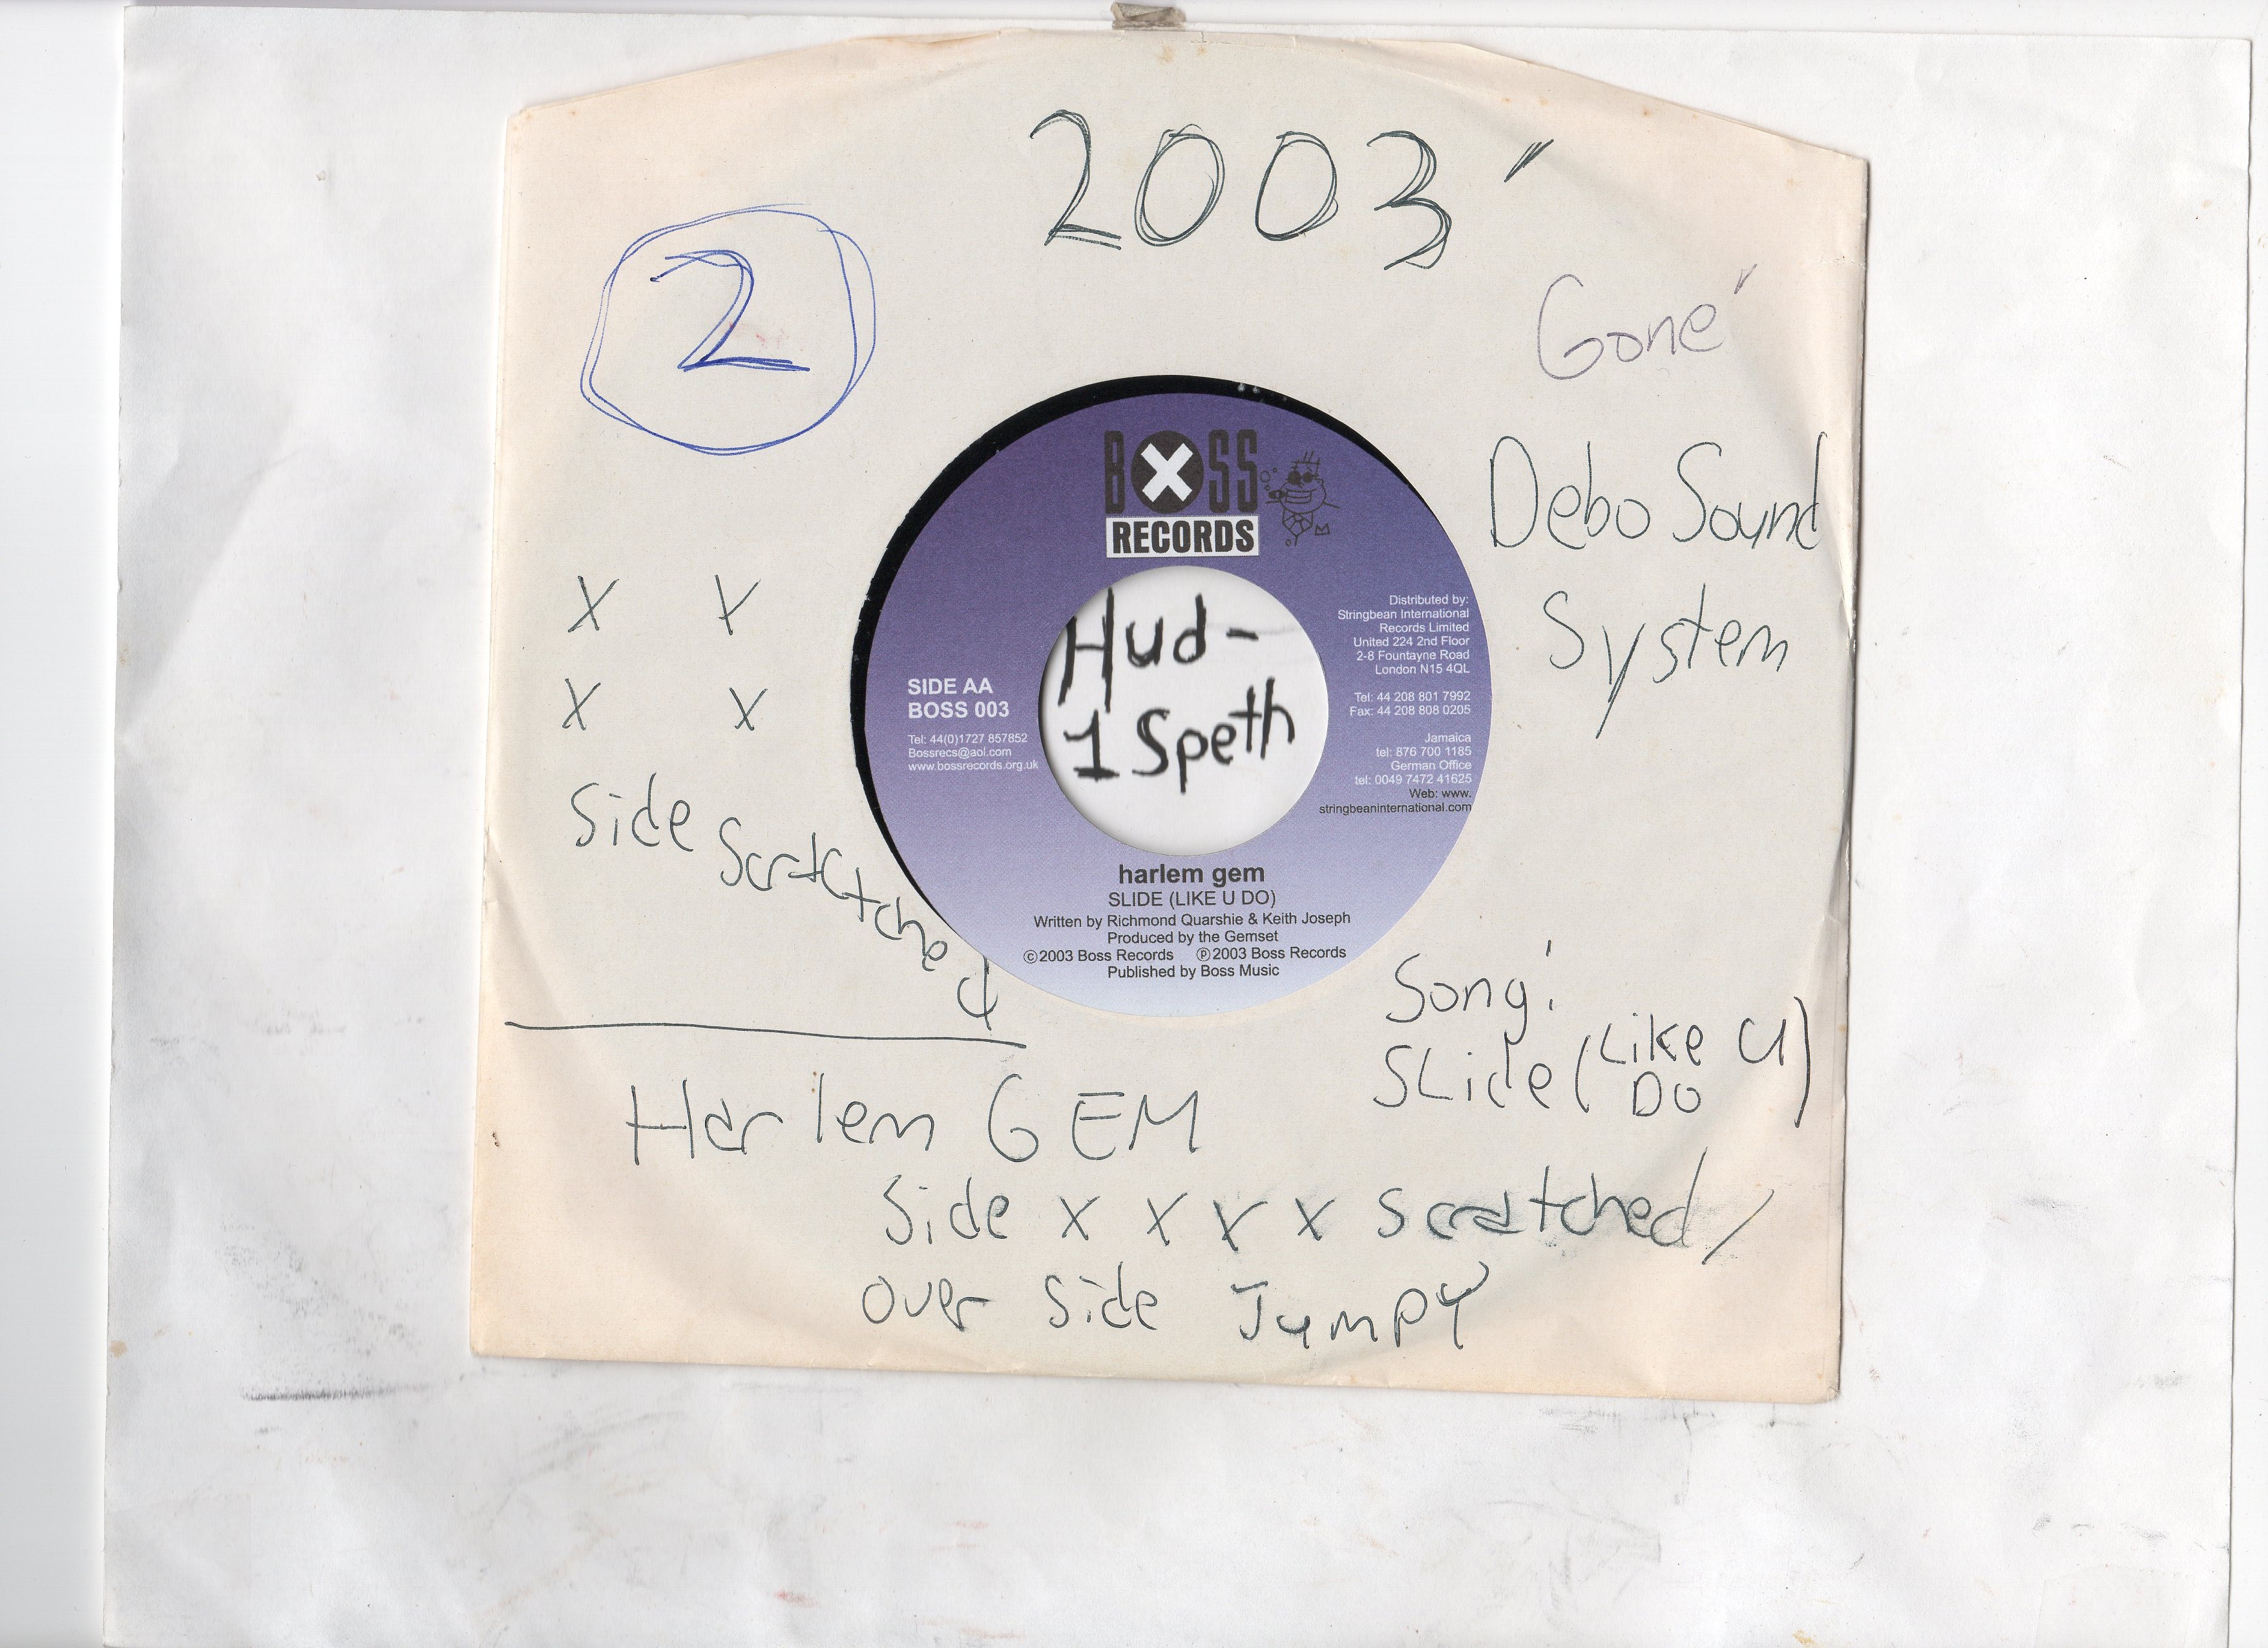 2003'
2
Gone'
Debo Sound
System
X X
X X
Side Scratctched
BOSS
RECORDS
Distributed by:
Stringbean International
Records Limited
United 224 2nd Floor
2-8 Fountayne Road
London N15 4QL
Tel: 44 208 801 7992
Fax: 44 208 808 0205
Jamaica
tel: 876 700 1185
German Office
tel: 0049 7472 41625
Web: www.
stringbeaninternational.com
SIDE AA
BOSS 003
Tel: 44(0)1727 857852
Bossrecs@aol.com
www.bossrecords.org.uk
Hud-
1 Speth
harlem gem
SLIDE (LIKE U DO)
Written by Richmond Quarshie & Keith Joseph
Produced by the Gemset
©2003 Boss Records ℗2003 Boss Records
Published by Boss Music
Song!
SLide (Like U)
Do
Harlem GEM
Side x x x x Scratched/
over Side JumpY